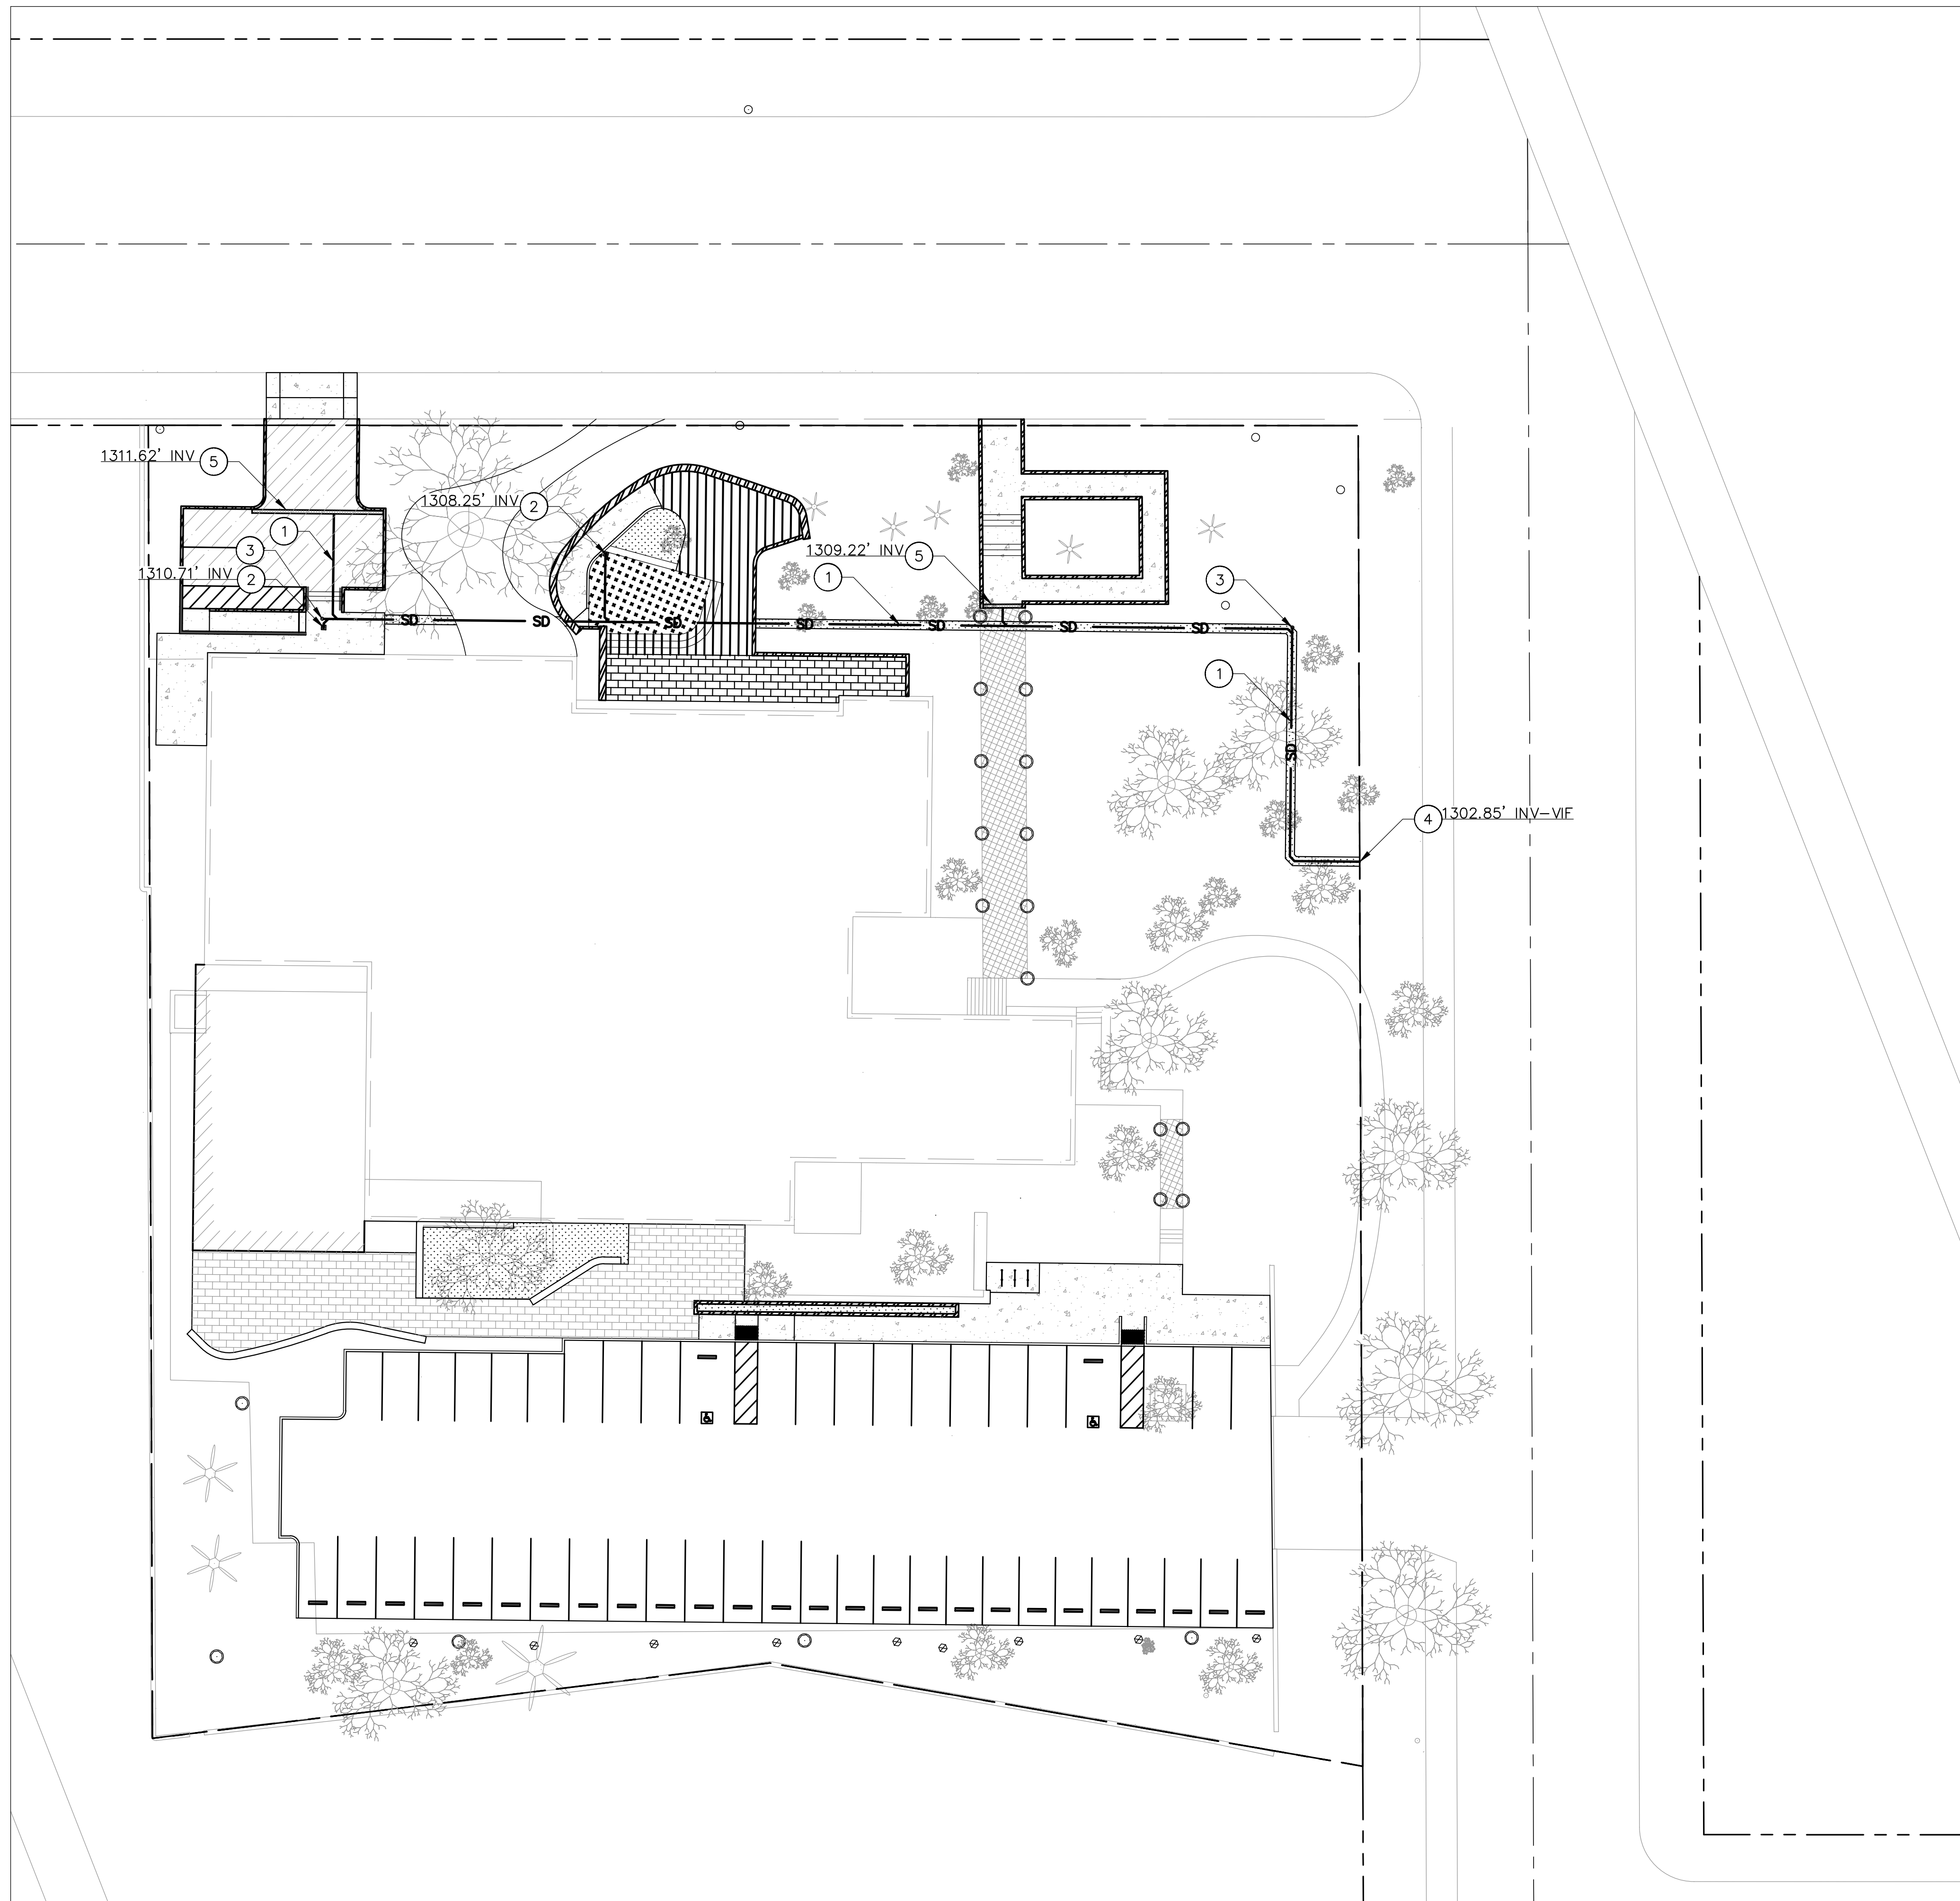 1311.62' INV 5
1308.25' INV 2
1
3
1310.71' INV 2
1309.22' INV 5
1
3
SD
SD
SD
SD
SD
SD
SD
1
SD
4 1302.85' INV-VIF